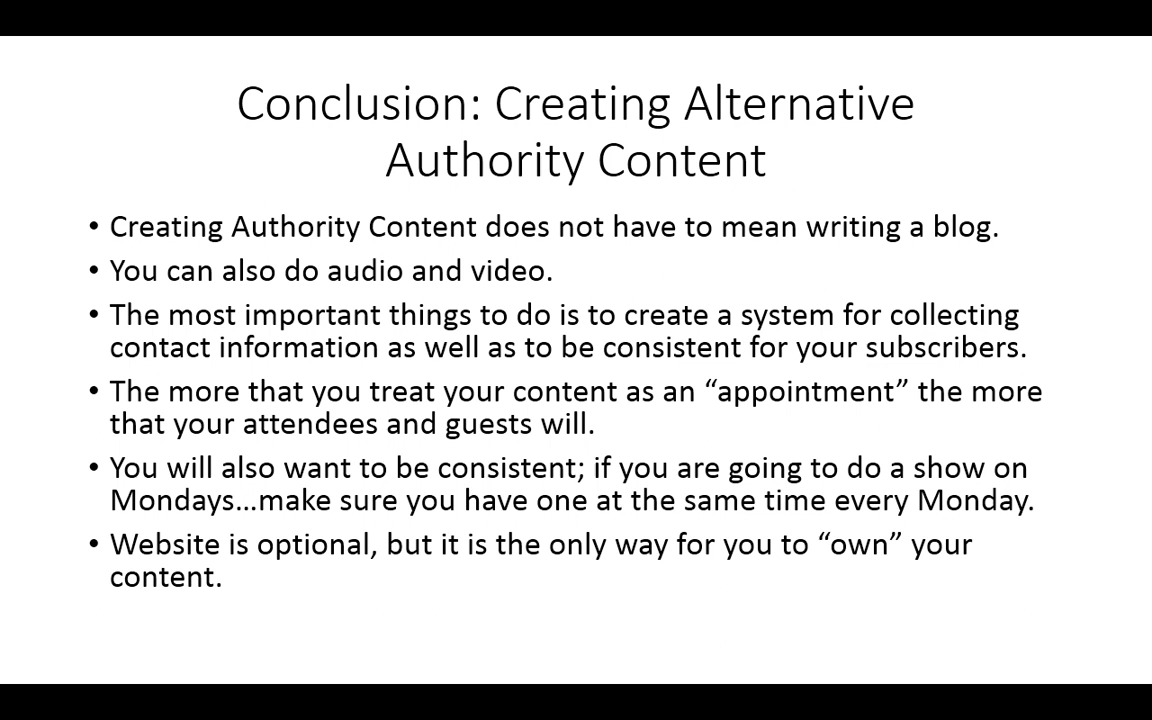 Conclusion: Creating Alternative
Authority Content
• Creating Authority Content does not have to mean writing a blog.
• You can also do audio and video.
• The most important things to do is to create a system for collecting
contact information as well as to be consistent for your subscribers.
• The more that you treat your content as an “appointment” the more
that your attendees and guests will.
• You will also want to be consistent; if you are going to do a show on
Mondays…make sure you have one at the same time every Monday.
• Website is optional, but it is the only way for you to “own” your
content.